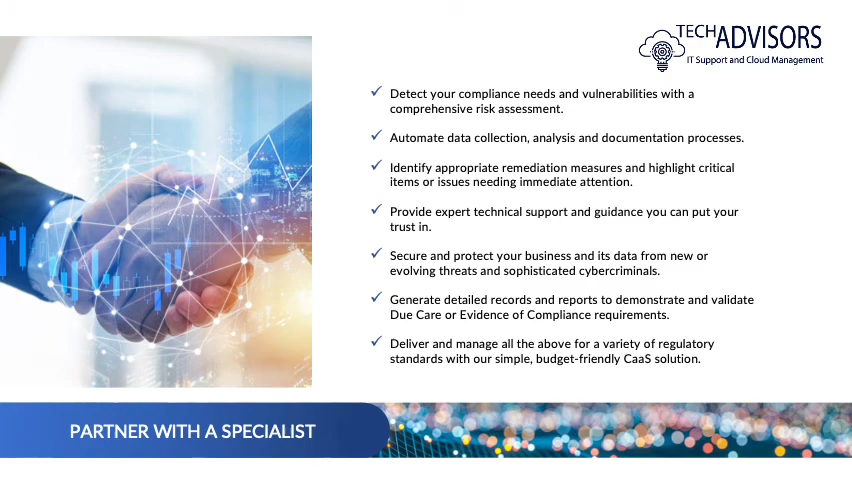 TECHADVISORS
IT Support and Cloud Management
✓ Detect your compliance needs and vulnerabilities with a
comprehensive risk assessment.
✓ Automate data collection, analysis and documentation processes.
✓ Identify appropriate remediation measures and highlight critical
items or issues needing immediate attention.
✓ Provide expert technical support and guidance you can put your
trust in.
✓ Secure and protect your business and its data from new or
evolving threats and sophisticated cybercriminals.
✓ Generate detailed records and reports to demonstrate and validate
Due Care or Evidence of Compliance requirements.
✓ Deliver and manage all the above for a variety of regulatory
standards with our simple, budget-friendly CaaS solution.
PARTNER WITH A SPECIALIST